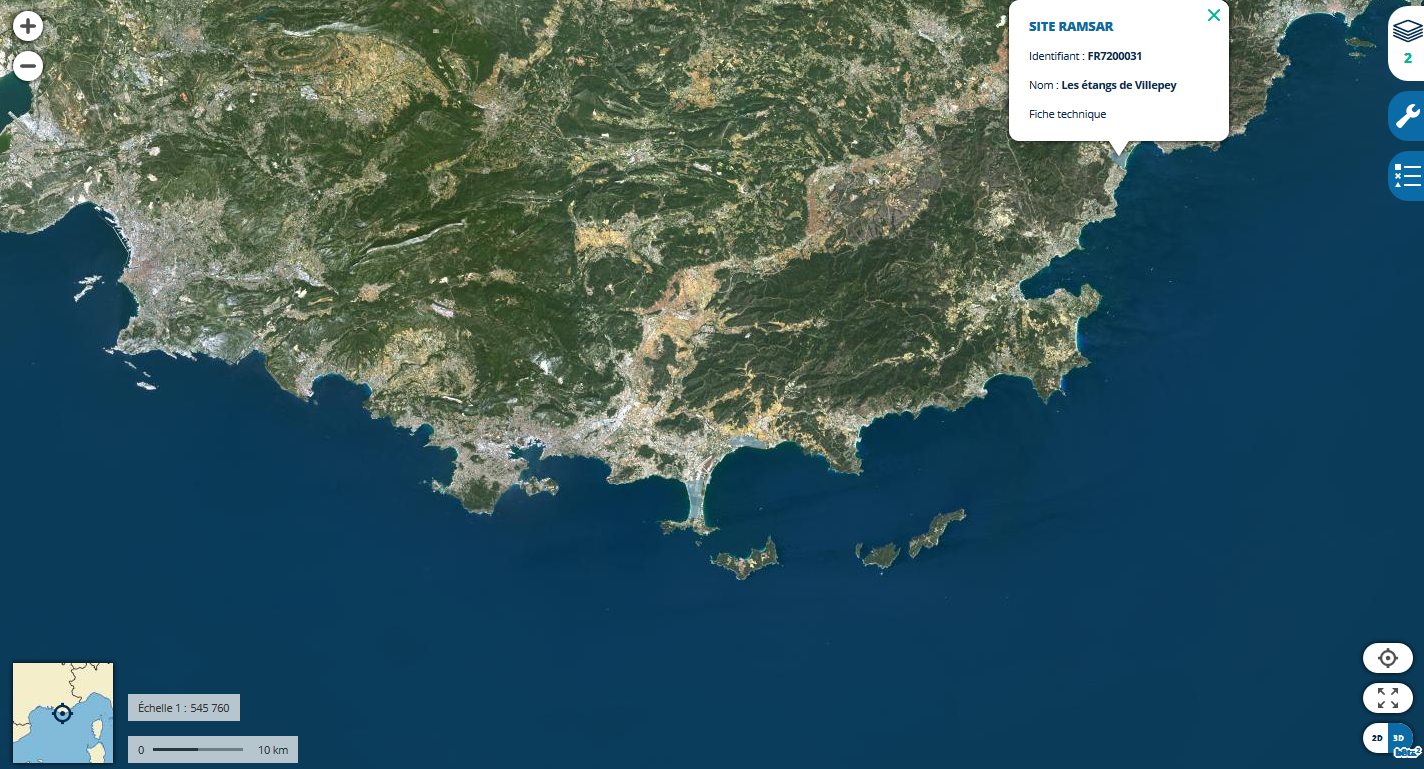 SITE RAMSAR
Identifiant : FR7200031
Nom : Les étangs de Villepey
Fiche technique
2
Échelle 1 : 545 760
0 10 km
2D 3D
bêta